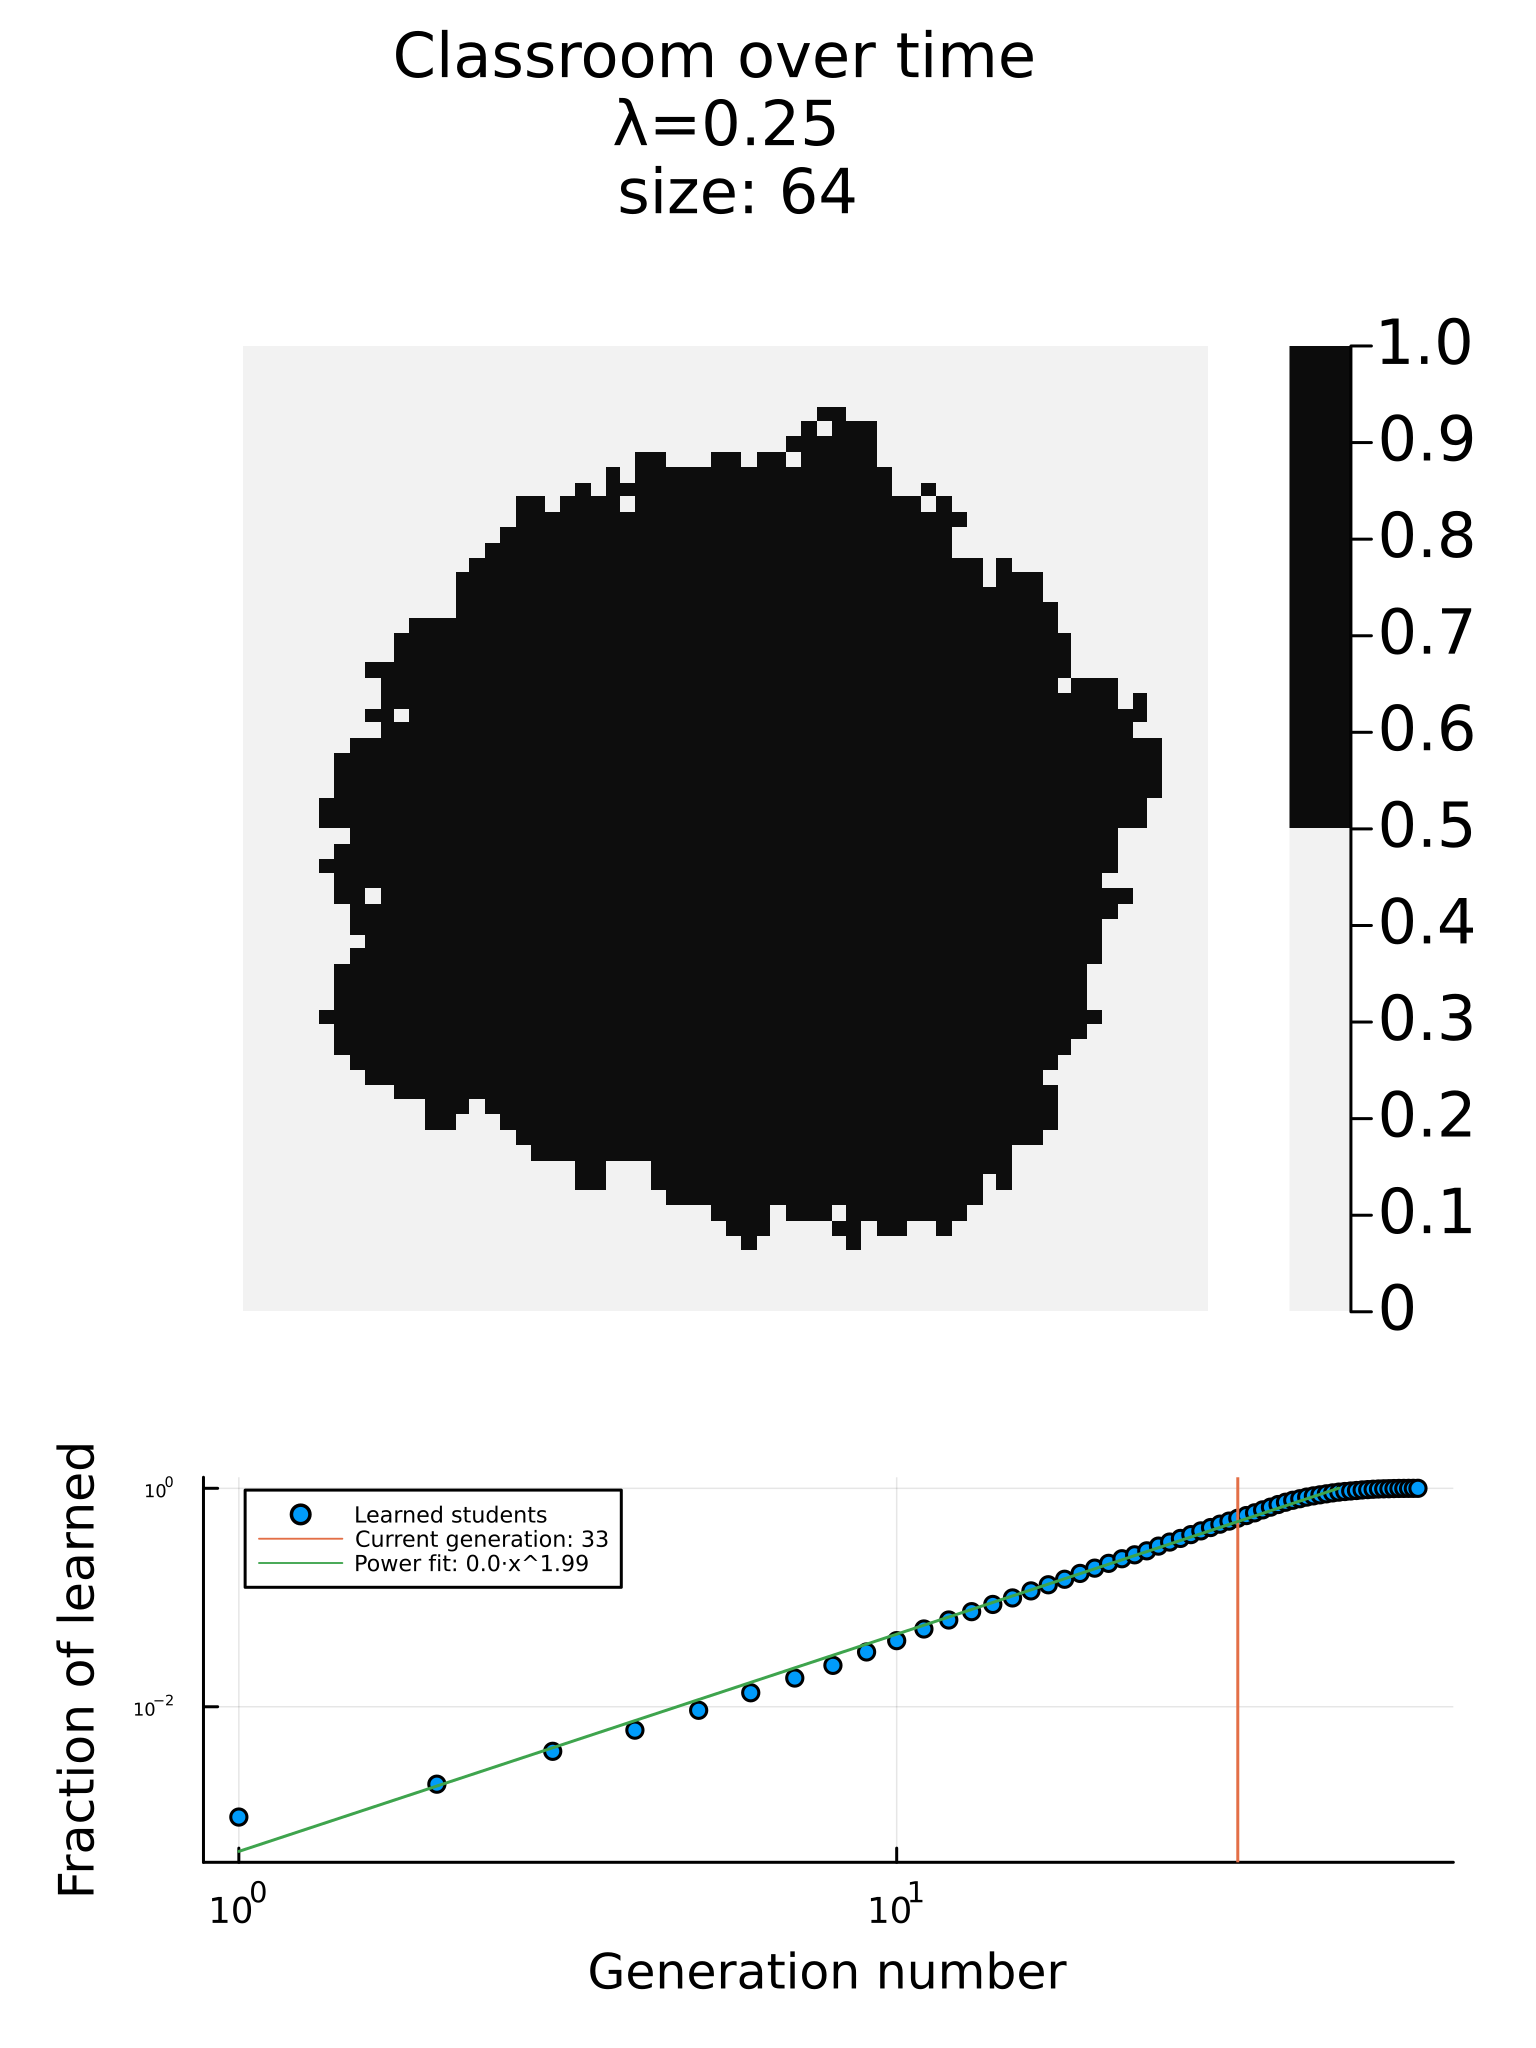 Classroom over time
λ=0.25
size: 64
1.0
0.9
0.8
0.7
0.6
0.5
0.4
0.3
0.2
0.1
0
Fraction of learned
10^0
10^−2
Learned students
Current generation: 33
Power fit: 0.0·x^1.99
10^0
10^1
Generation number